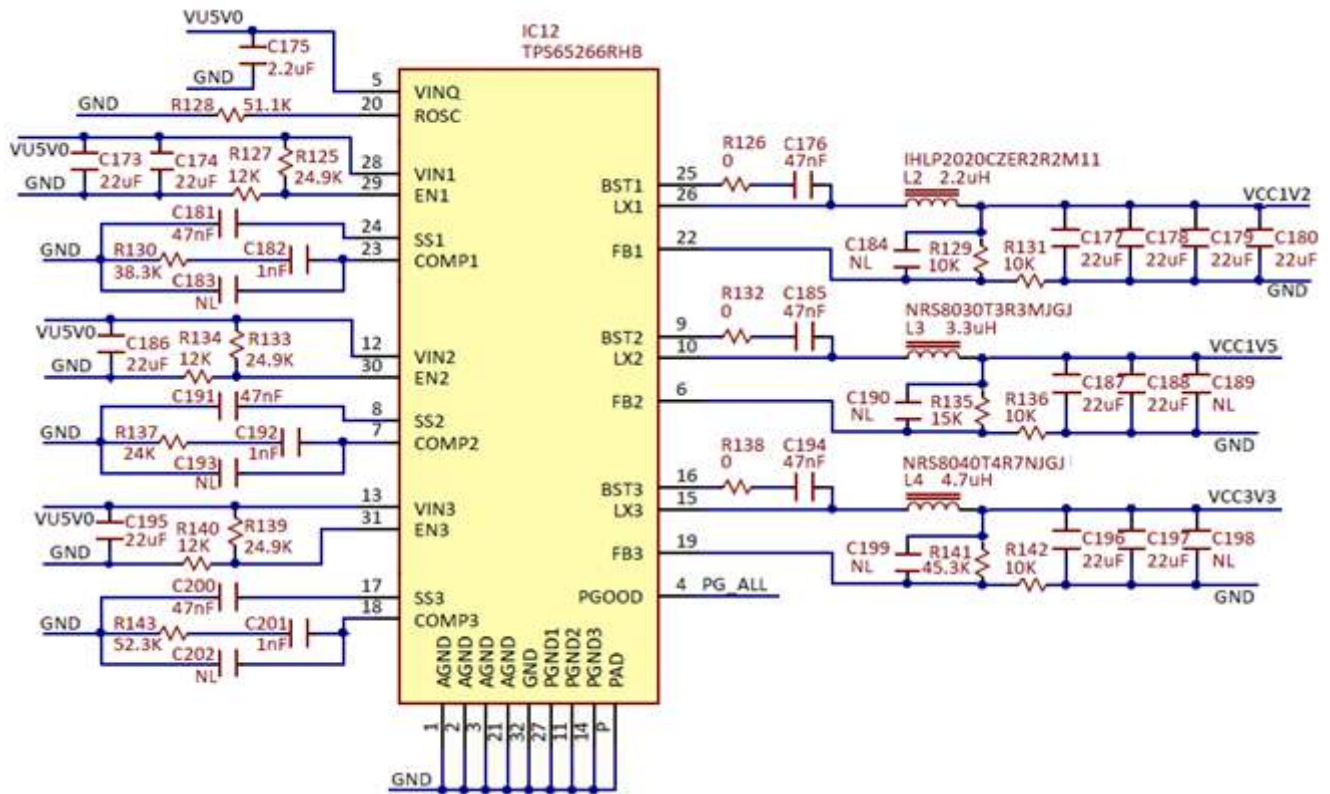 VU5V0
C175
2.2uF
GND
GND
R128
51.1K
VU5V0
C173
22uF
C174
22uF
R127
12K
R125
24.9K
GND
C181
47nF
GND
R130
38.3K
C182
1nF
C183
NL
VU5V0
C186
22uF
R134
12K
R133
24.9K
GND
C191
47nF
GND
R137
24K
C192
1nF
C193
NL
VU5V0
C195
22uF
R140
12K
R139
24.9K
GND
C200
47nF
GND
R143
52.3K
C201
1nF
C202
NL
IC12
TPS65266RHB
5 VINQ
20 ROSC
28 VIN1
29 EN1
24 SS1
23 COMP1
12 VIN2
30 EN2
8 SS2
7 COMP2
13 VIN3
31 EN3
17 SS3
18 COMP3
BST1 25
LX1 26
FB1 22
BST2 9
LX2 10
FB2 6
BST3 16
LX3 15
FB3 19
PGOOD 4 PG_ALL
AGND 1
AGND 2
AGND 3
AGND 21
GND 32
PGND1 27
PGND2 11
PGND3 14
PAD P
GND
R126
0
C176
47nF
IHLP2020CZER2R2M11
L2 2.2uH
VCC1V2
C184
NL
R129
10K
R131
10K
C177
22uF
C178
22uF
C179
22uF
C180
22uF
GND
R132
0
C185
47nF
NRS8030T3R3MJGJ
L3 3.3uH
VCC1V5
C190
NL
R135
15K
R136
10K
C187
22uF
C188
22uF
C189
NL
GND
R138
0
C194
47nF
NRS8040T4R7NJGJ
L4 4.7uH
VCC3V3
C199
NL
R141
45.3K
R142
10K
C196
22uF
C197
22uF
C198
NL
GND